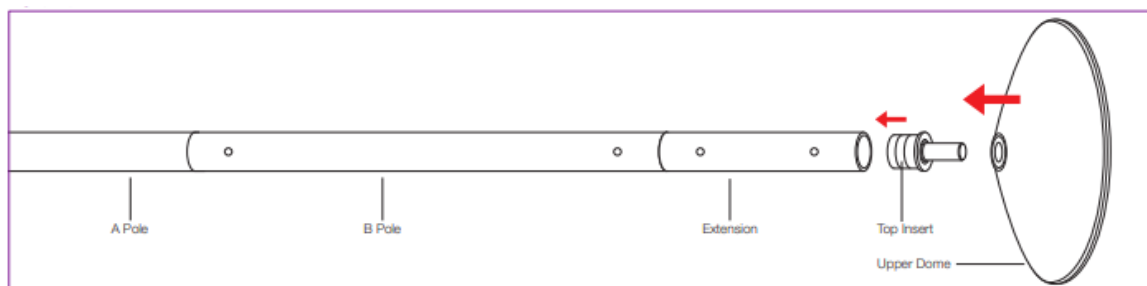 A Pole
B Pole
Extension
Top Insert
Upper Dome